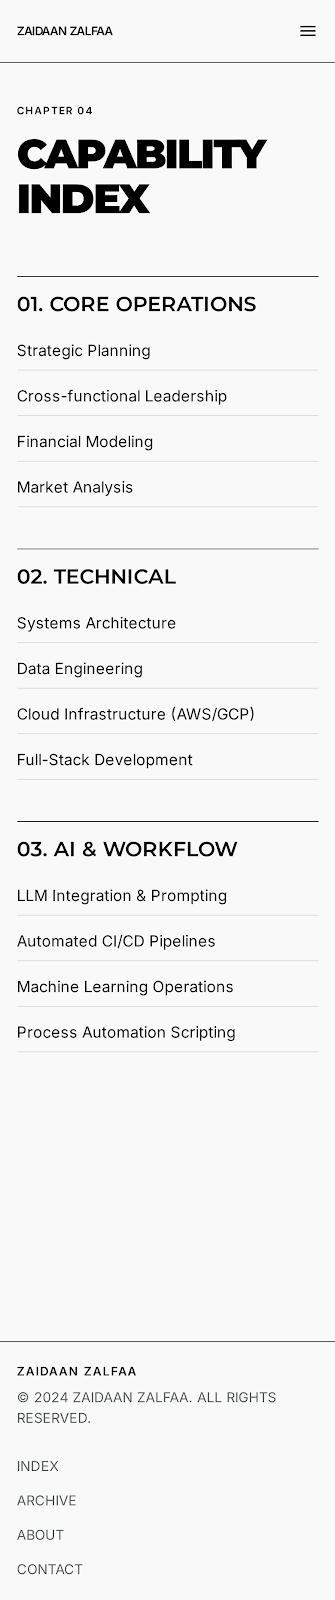 ZAIDAAN ZALFAA
CHAPTER 04
CAPABILITY
INDEX
01. CORE OPERATIONS
Strategic Planning
Cross-functional Leadership
Financial Modeling
Market Analysis
02. TECHNICAL
Systems Architecture
Data Engineering
Cloud Infrastructure (AWS/GCP)
Full-Stack Development
03. AI & WORKFLOW
LLM Integration & Prompting
Automated CI/CD Pipelines
Machine Learning Operations
Process Automation Scripting
ZAIDAAN ZALFAA
© 2024 ZAIDAAN ZALFAA. ALL RIGHTS
RESERVED.
INDEX
ARCHIVE
ABOUT
CONTACT